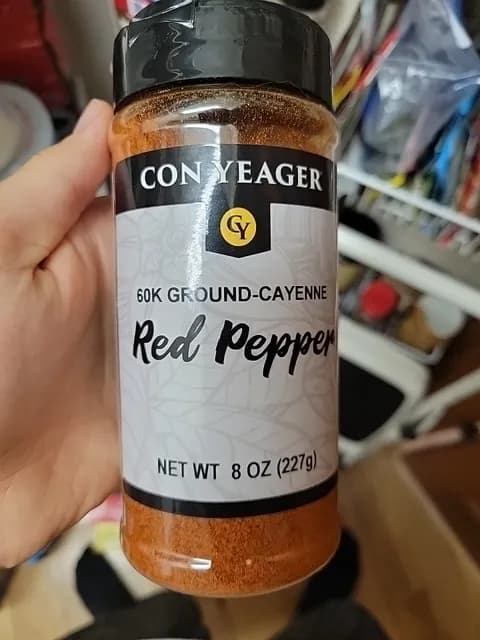 CON YEAGER
CY
60K GROUND-CAYENNE
Red Pepper
NET WT 8 OZ (227g)